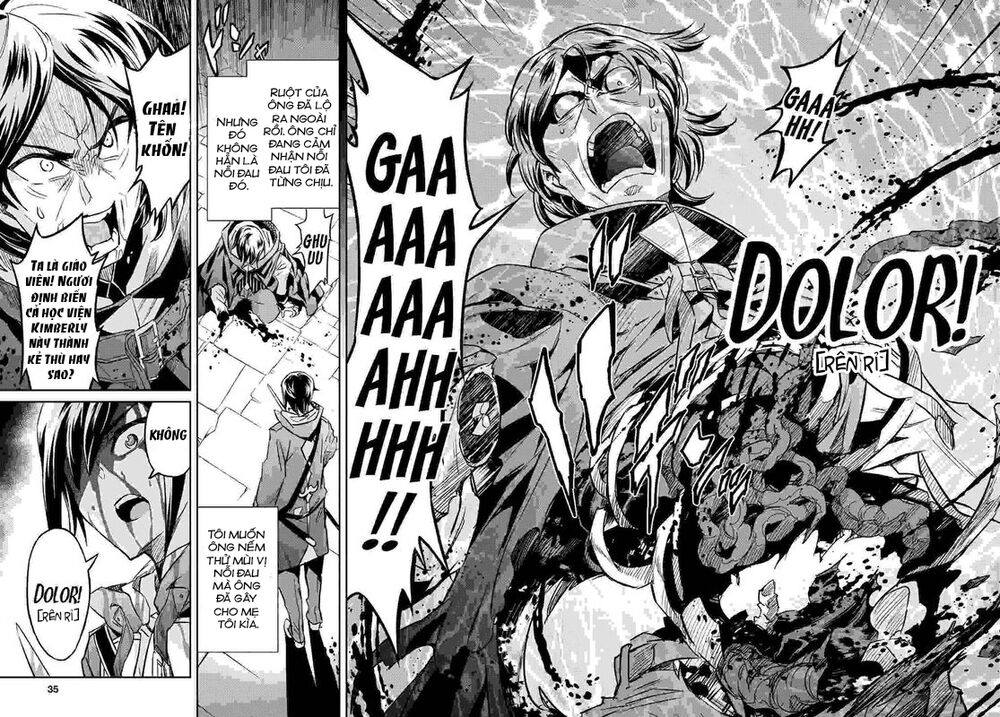 GAAA
HH!
DOLOR!
[RÊN RỈ]
GAA
AAA
AAA
AHH
HHH
!!
RUỘT CỦA
ÔNG ĐÃ LỘ
RA NGOÀI
RỒI. ÔNG CHỈ
ĐANG CẢM
NHẬN NỖI
ĐAU TÔI ĐÃ
TỪNG CHỊU.
NHƯNG
ĐÓ
KHÔNG
HẲN LÀ
NỖI ĐAU
ĐÓ.
GHU
UU
TÔI MUỐN
ÔNG NẾM
THỬ MÙI VỊ
NỖI ĐAU
MÀ ÔNG
ĐÃ GÂY
CHO MẸ
TÔI KÌA.
GHAA!
TÊN
KHỐN!
TA LÀ GIÁO
VIÊN! NGƯƠI
ĐỊNH BIẾN
CẢ HỌC VIỆN
KIMBERLY
NÀY THÀNH
KẺ THÙ HAY
SAO?
KHÔNG
DOLOR!
[RÊN RỈ]
35